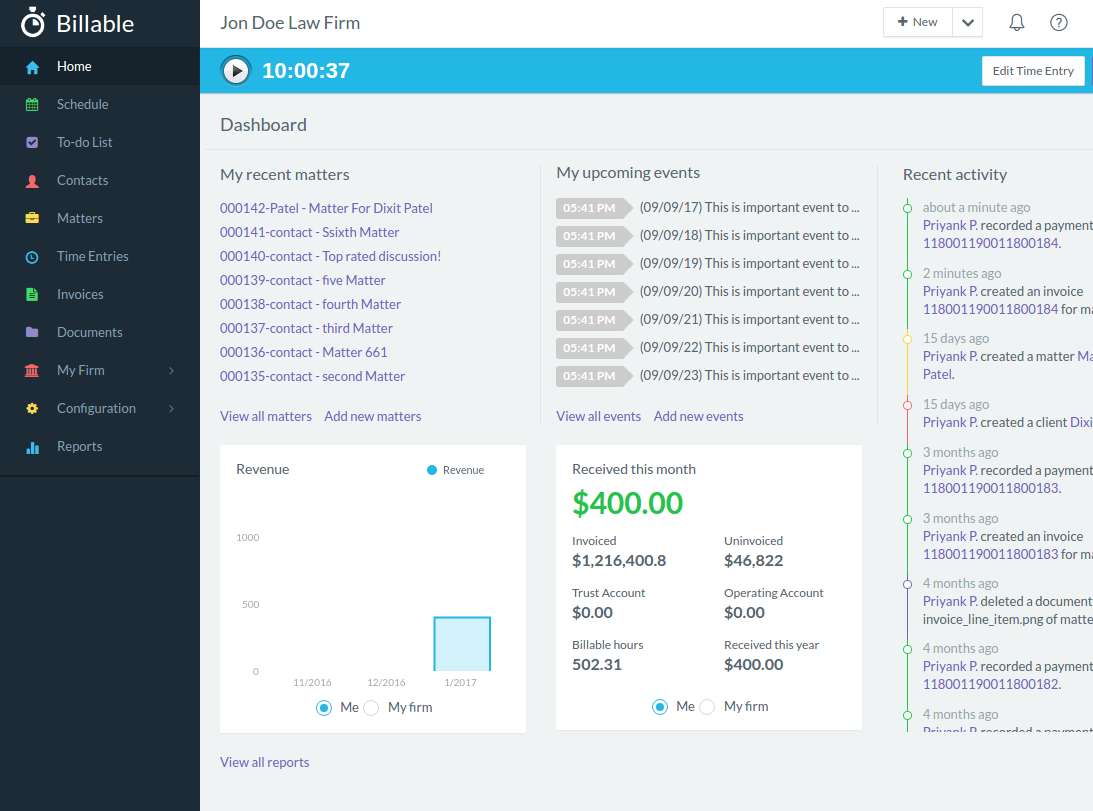 Billable
Jon Doe Law Firm
New
Home
Schedule
To-do List
Contacts
Matters
Time Entries
Invoices
Documents
My Firm
Configuration
Reports
10:00:37
Edit Time Entry
Dashboard
My recent matters
000142-Patel - Matter For Dixit Patel
000141-contact - Ssixth Matter
000140-contact - Top rated discussion!
000139-contact - five Matter
000138-contact - fourth Matter
000137-contact - third Matter
000136-contact - Matter 661
000135-contact - second Matter
View all matters Add new matters
My upcoming events
05:41 PM (09/09/17) This is important event to ...
05:41 PM (09/09/18) This is important event to ...
05:41 PM (09/09/19) This is important event to ...
05:41 PM (09/09/20) This is important event to ...
05:41 PM (09/09/21) This is important event to ...
05:41 PM (09/09/22) This is important event to ...
05:41 PM (09/09/23) This is important event to ...
View all events Add new events
Recent activity
about a minute ago
Priyank P. recorded a payment
118001190011800184.
2 minutes ago
Priyank P. created an invoice
118001190011800184 for ma
15 days ago
Priyank P. created a matter Ma
Patel.
15 days ago
Priyank P. created a client Dixi
3 months ago
Priyank P. recorded a payment
118001190011800183.
3 months ago
Priyank P. created an invoice
118001190011800183 for ma
4 months ago
Priyank P. deleted a document
invoice_line_item.png of matte
4 months ago
Priyank P. recorded a payment
118001190011800182.
4 months ago
Priyank P. recorded a payment
Revenue
Revenue
1000
500
0
11/2016 12/2016 1/2017
Me My firm
Received this month
$400.00
Invoiced Uninvoiced
$1,216,400.8 $46,822
Trust Account Operating Account
$0.00 $0.00
Billable hours Received this year
502.31 $400.00
Me My firm
View all reports